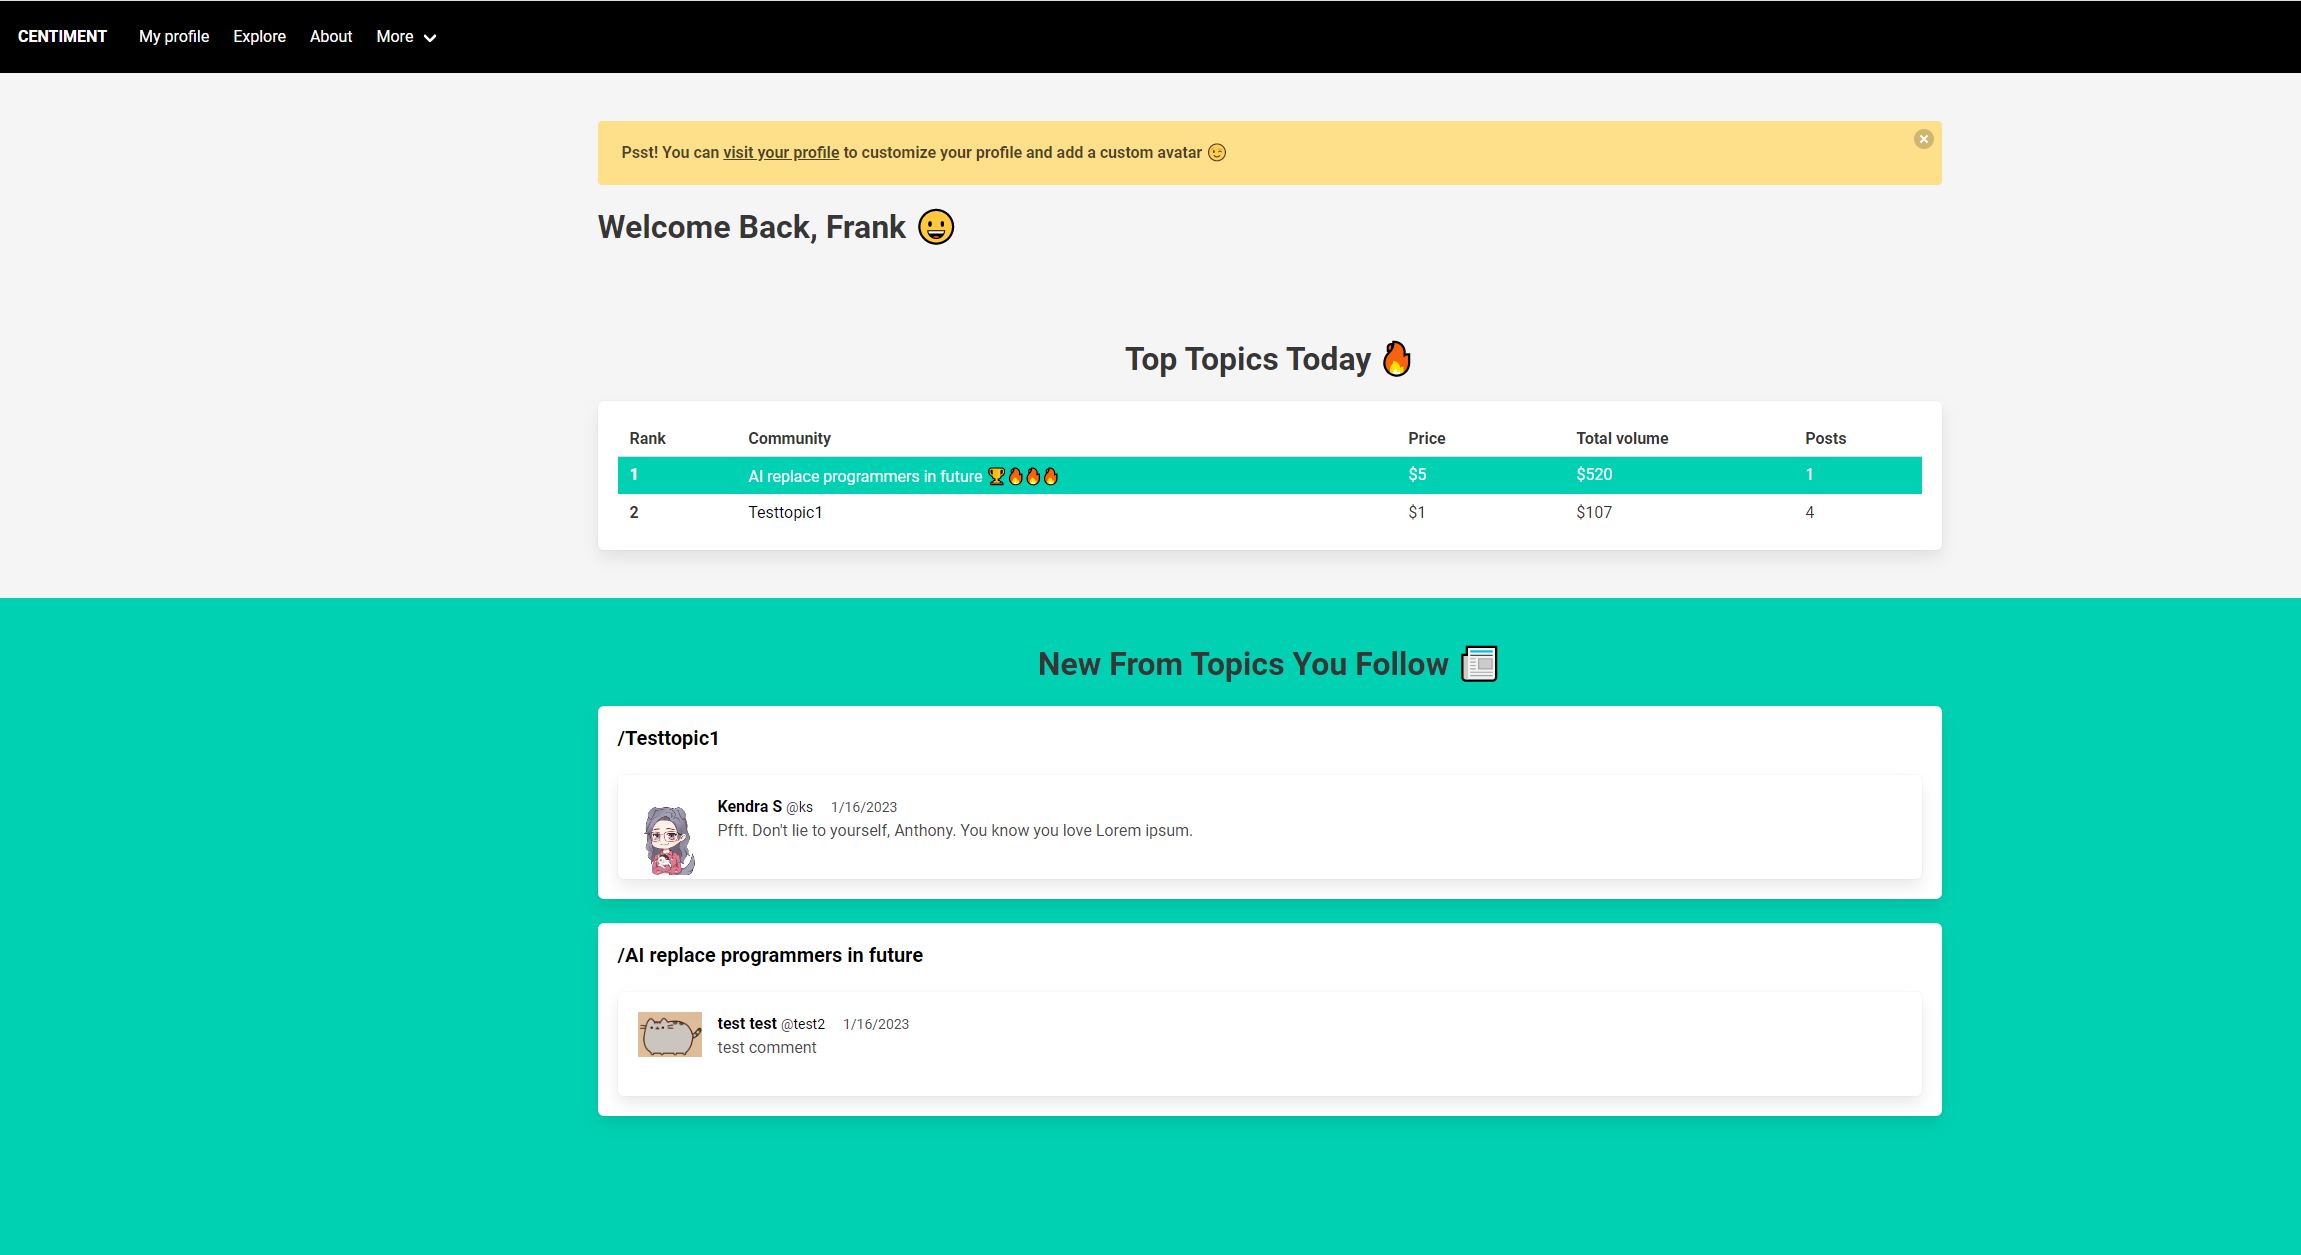 CENTIMENT My profile Explore About More
Psst! You can visit your profile to customize your profile and add a custom avatar 😉
Welcome Back, Frank 😀
Top Topics Today 🔥
Rank Community Price Total volume Posts
1 AI replace programmers in future 🏆🔥🔥🔥 $5 $520 1
2 Testtopic1 $1 $107 4
New From Topics You Follow 📰
/Testtopic1
Kendra S @ks 1/16/2023
Pfft. Don't lie to yourself, Anthony. You know you love Lorem ipsum.
/AI replace programmers in future
test test @test2 1/16/2023
test comment